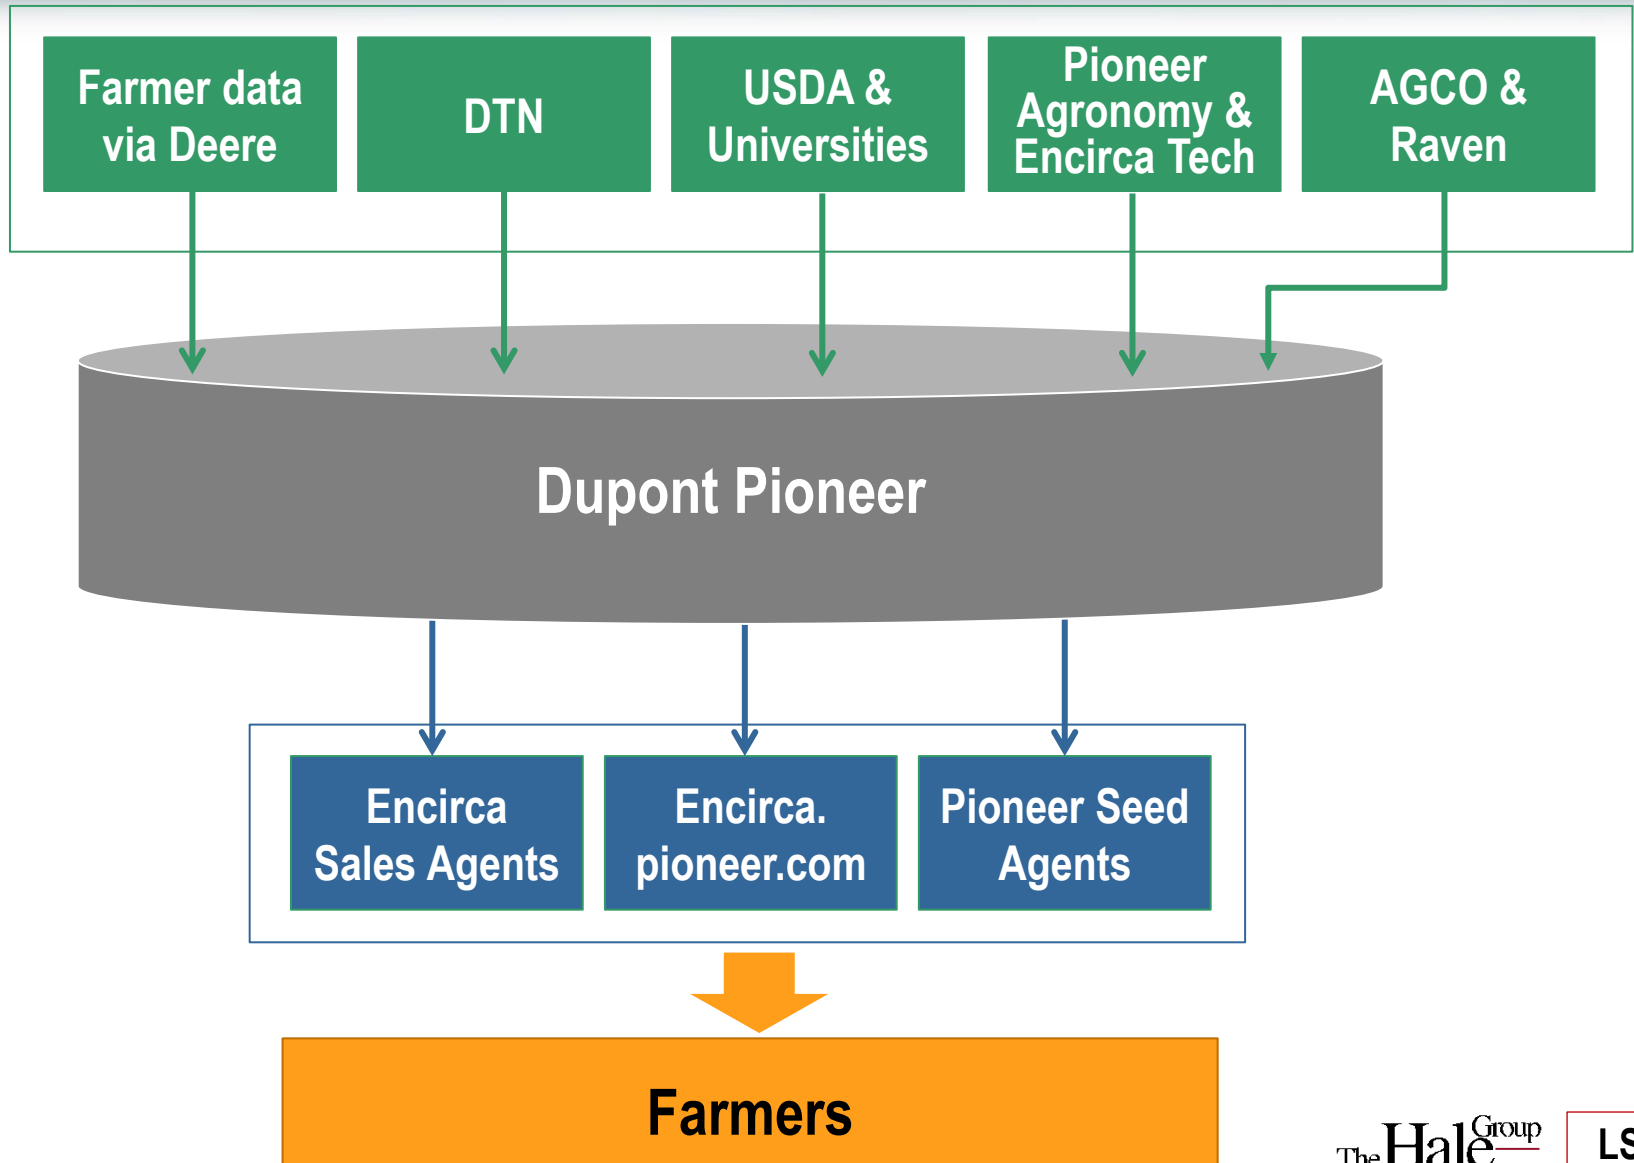 Farmer data
via Deere
DTN
USDA &
Universities
Pioneer
Agronomy &
Encirca Tech
AGCO &
Raven
Dupont Pioneer
Encirca
Sales Agents
Encirca.
pioneer.com
Pioneer Seed
Agents
Farmers
The Hale Group
LS